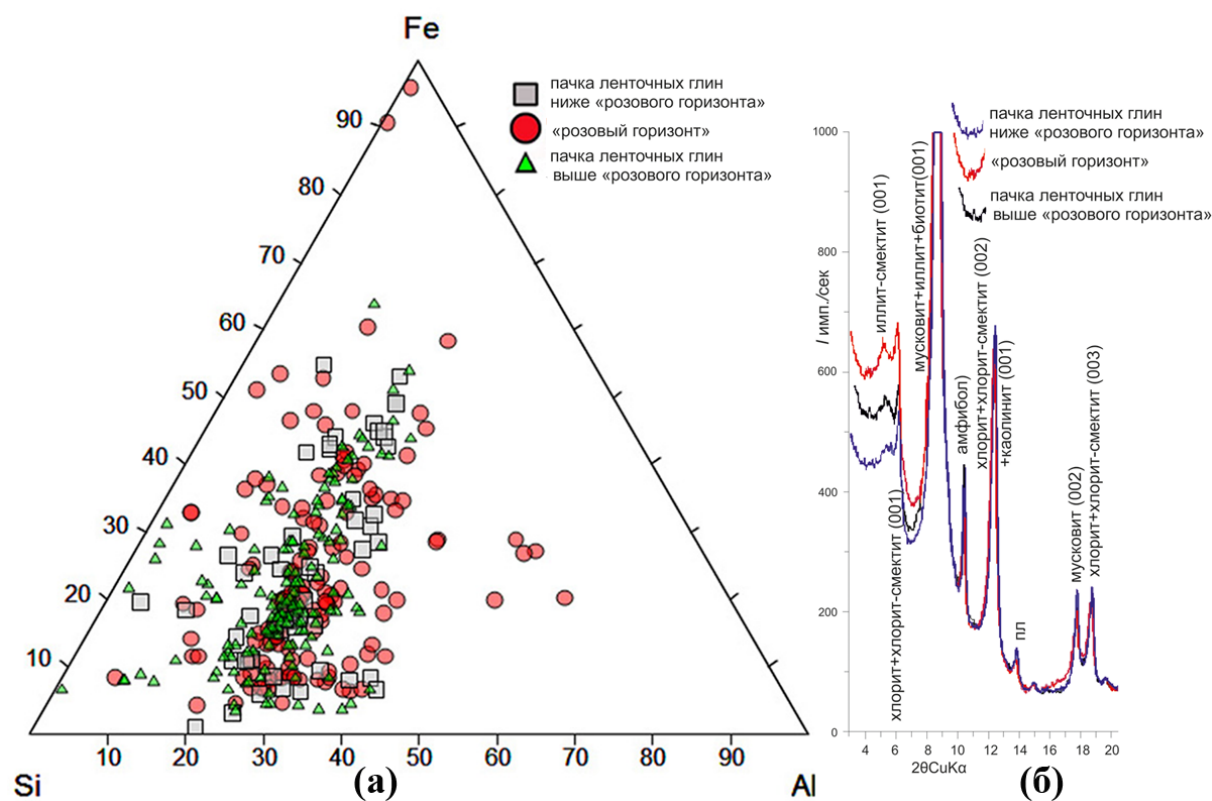 Fe
пачка ленточных глин
ниже «розового горизонта»
«розовый горизонт»
пачка ленточных глин
выше «розового горизонта»
90
80
70
60
50
40
30
20
10
10
20
30
40
50
60
70
80
90
Si
(а)
Al
пачка ленточных глин
ниже «розового горизонта»
«розовый горизонт»
пачка ленточных глин
выше «розового горизонта»
1000
800
600
400
200
0
I имп./сек
хлорит+хлорит-смектит (001)
иллит-смектит (001)
мусковит+иллит+биотит(001)
амфибол)
хлорит+хлорит-смектит (002)
+каолинит (001)
пл
мусковит (002)
хлорит+хлорит-смектит (003)
4
6
8
10
12
14
16
18
20
2θCuKα
(б)